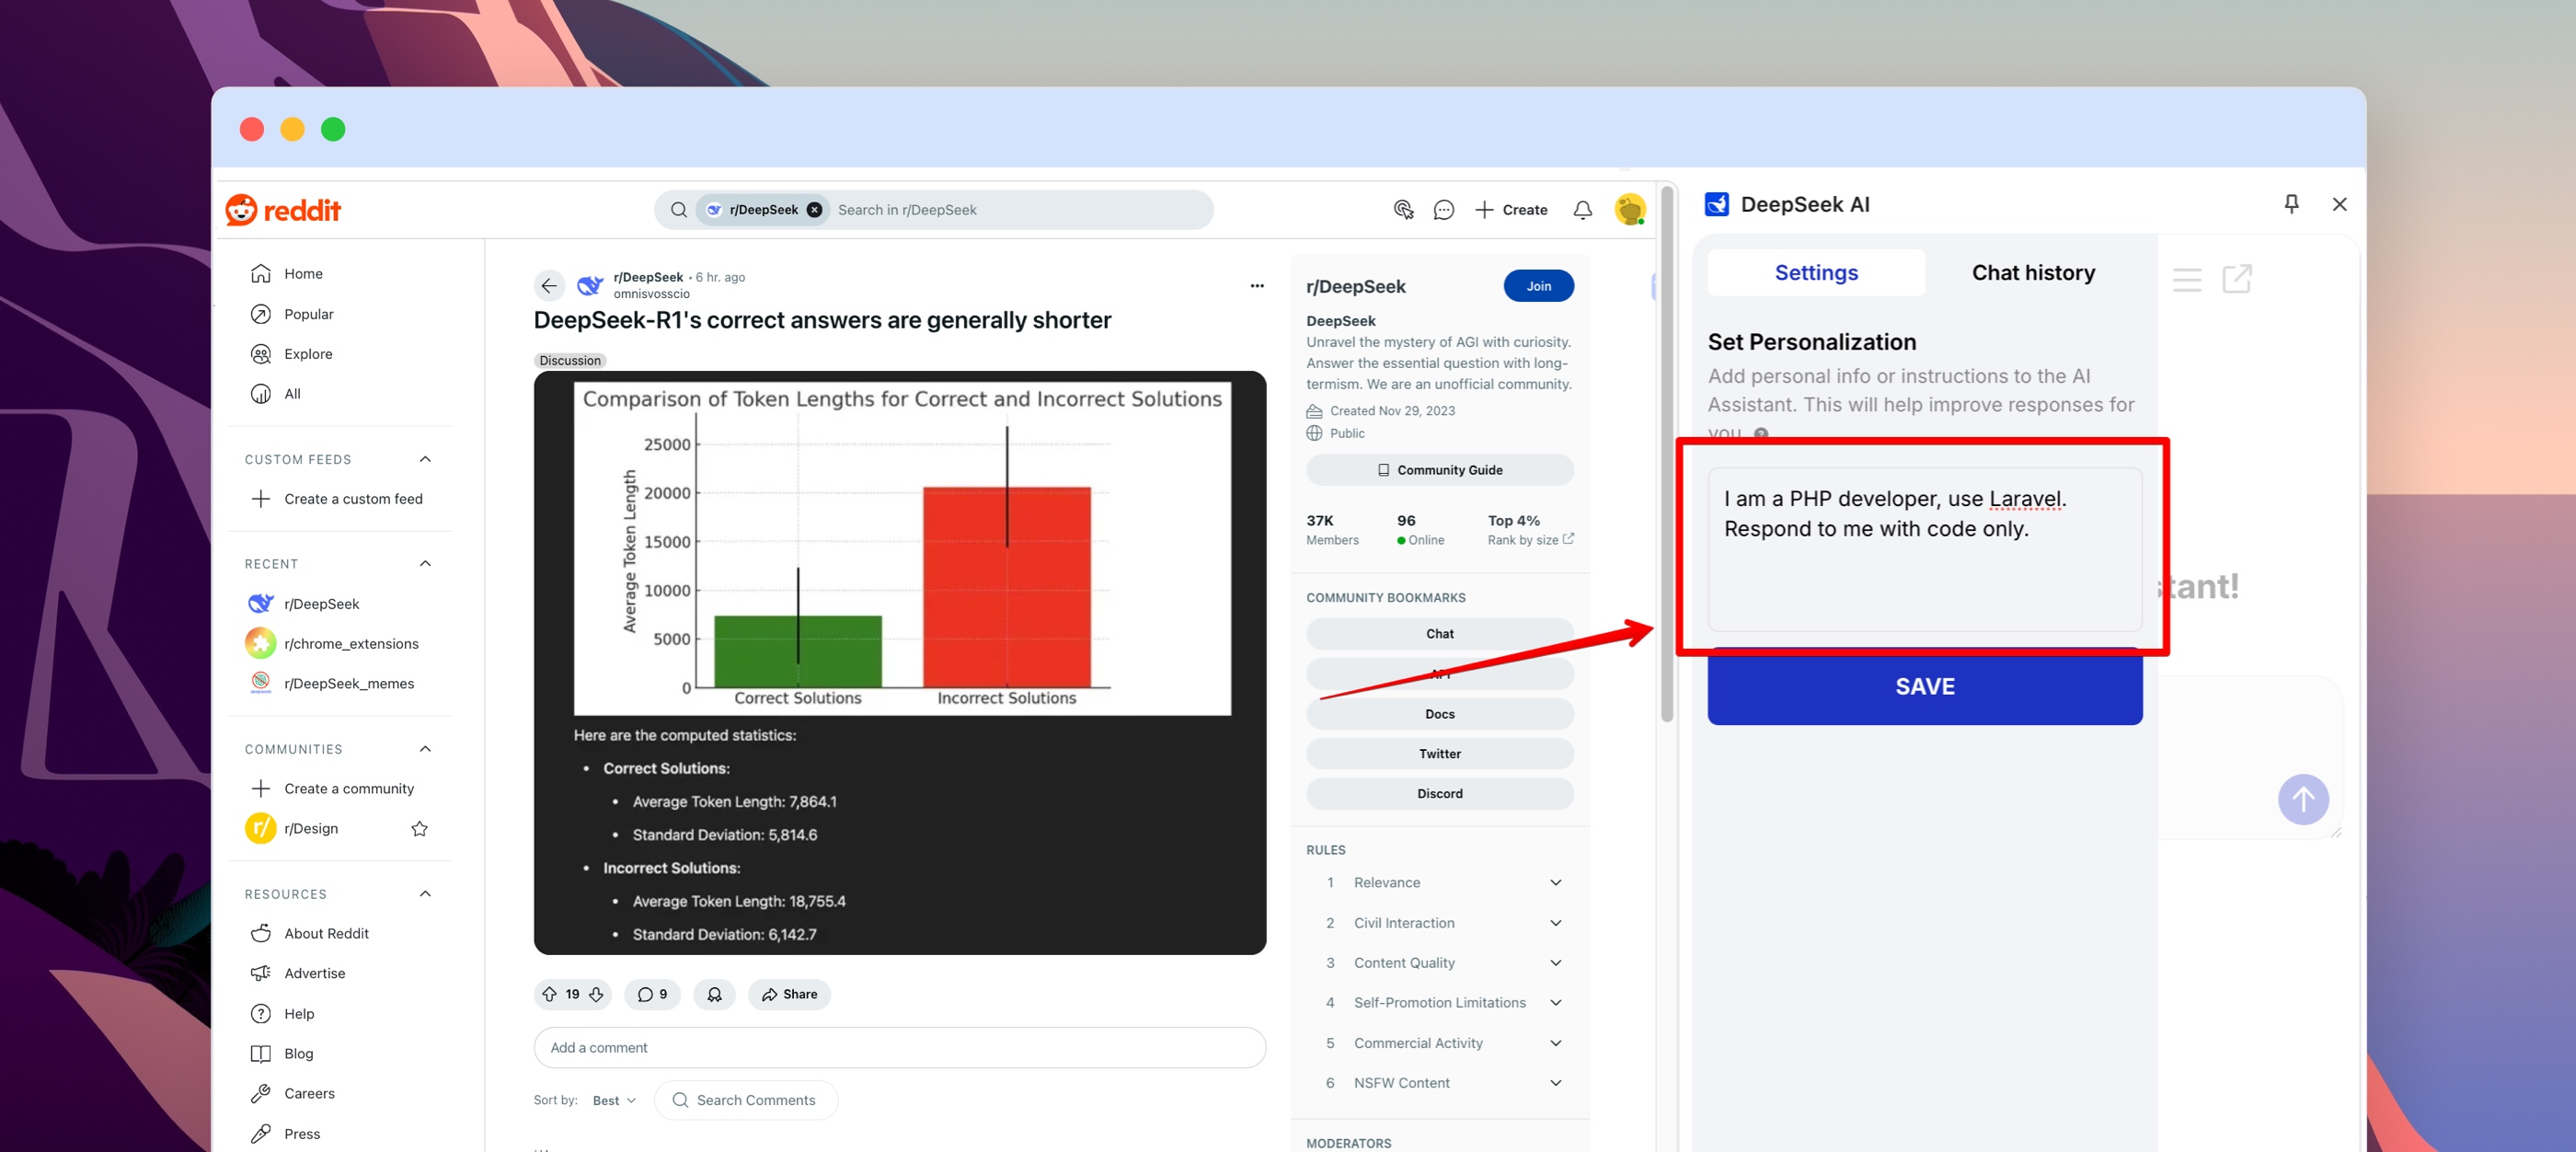 reddit
r/DeepSeek
Search in r/DeepSeek
Create
Home
Popular
Explore
All
CUSTOM FEEDS
Create a custom feed
RECENT
r/DeepSeek
r/chrome_extensions
r/DeepSeek_memes
COMMUNITIES
Create a community
r/
r/Design
RESOURCES
About Reddit
Advertise
Help
Blog
Careers
Press
r/DeepSeek • 6 hr. ago
omnisvosscio
DeepSeek-R1's correct answers are generally shorter
Discussion
Comparison of Token Lengths for Correct and Incorrect Solutions
Average Token Length
25000
20000
15000
10000
5000
0
Correct Solutions
Incorrect Solutions
Here are the computed statistics:
• Correct Solutions:
• Average Token Length: 7,864.1
• Standard Deviation: 5,814.6
• Incorrect Solutions:
• Average Token Length: 18,755.4
• Standard Deviation: 6,142.7
19
9
Share
Add a comment
Sort by: Best
Search Comments
r/DeepSeek
Join
DeepSeek
Unravel the mystery of AGI with curiosity.
Answer the essential question with long-
termism. We are an unofficial community.
Created Nov 29, 2023
Public
Community Guide
37K 96 Top 4%
Members Online Rank by size
COMMUNITY BOOKMARKS
Chat
API
Docs
Twitter
Discord
RULES
1 Relevance
2 Civil Interaction
3 Content Quality
4 Self-Promotion Limitations
5 Commercial Activity
6 NSFW Content
MODERATORS
DeepSeek AI
Settings
Chat history
Set Personalization
Add personal info or instructions to the AI
Assistant. This will help improve responses for
you.
I am a PHP developer, use Laravel.
Respond to me with code only.
SAVE
stant!